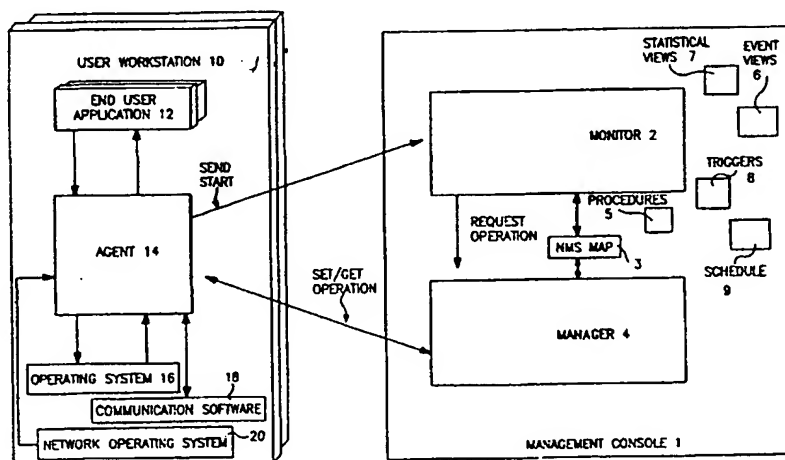 USER WORKSTATION 10
END USER
APPLICATION 12
SEND
START
AGENT 14
SET/GET
OPERATION
OPERATING SYSTEM 16
18
COMMUNICATION SOFTWARE
NETWORK OPERATING SYSTEM
20
STATISTICAL
VIEWS 7
EVENT
VIEWS
6
MONITOR 2
TRIGGERS
8
PROCEDURES
5
REQUEST
OPERATION
NMS MAP
3
SCHEDULE
9
MANAGER 4
MANAGEMENT CONSOLE 1